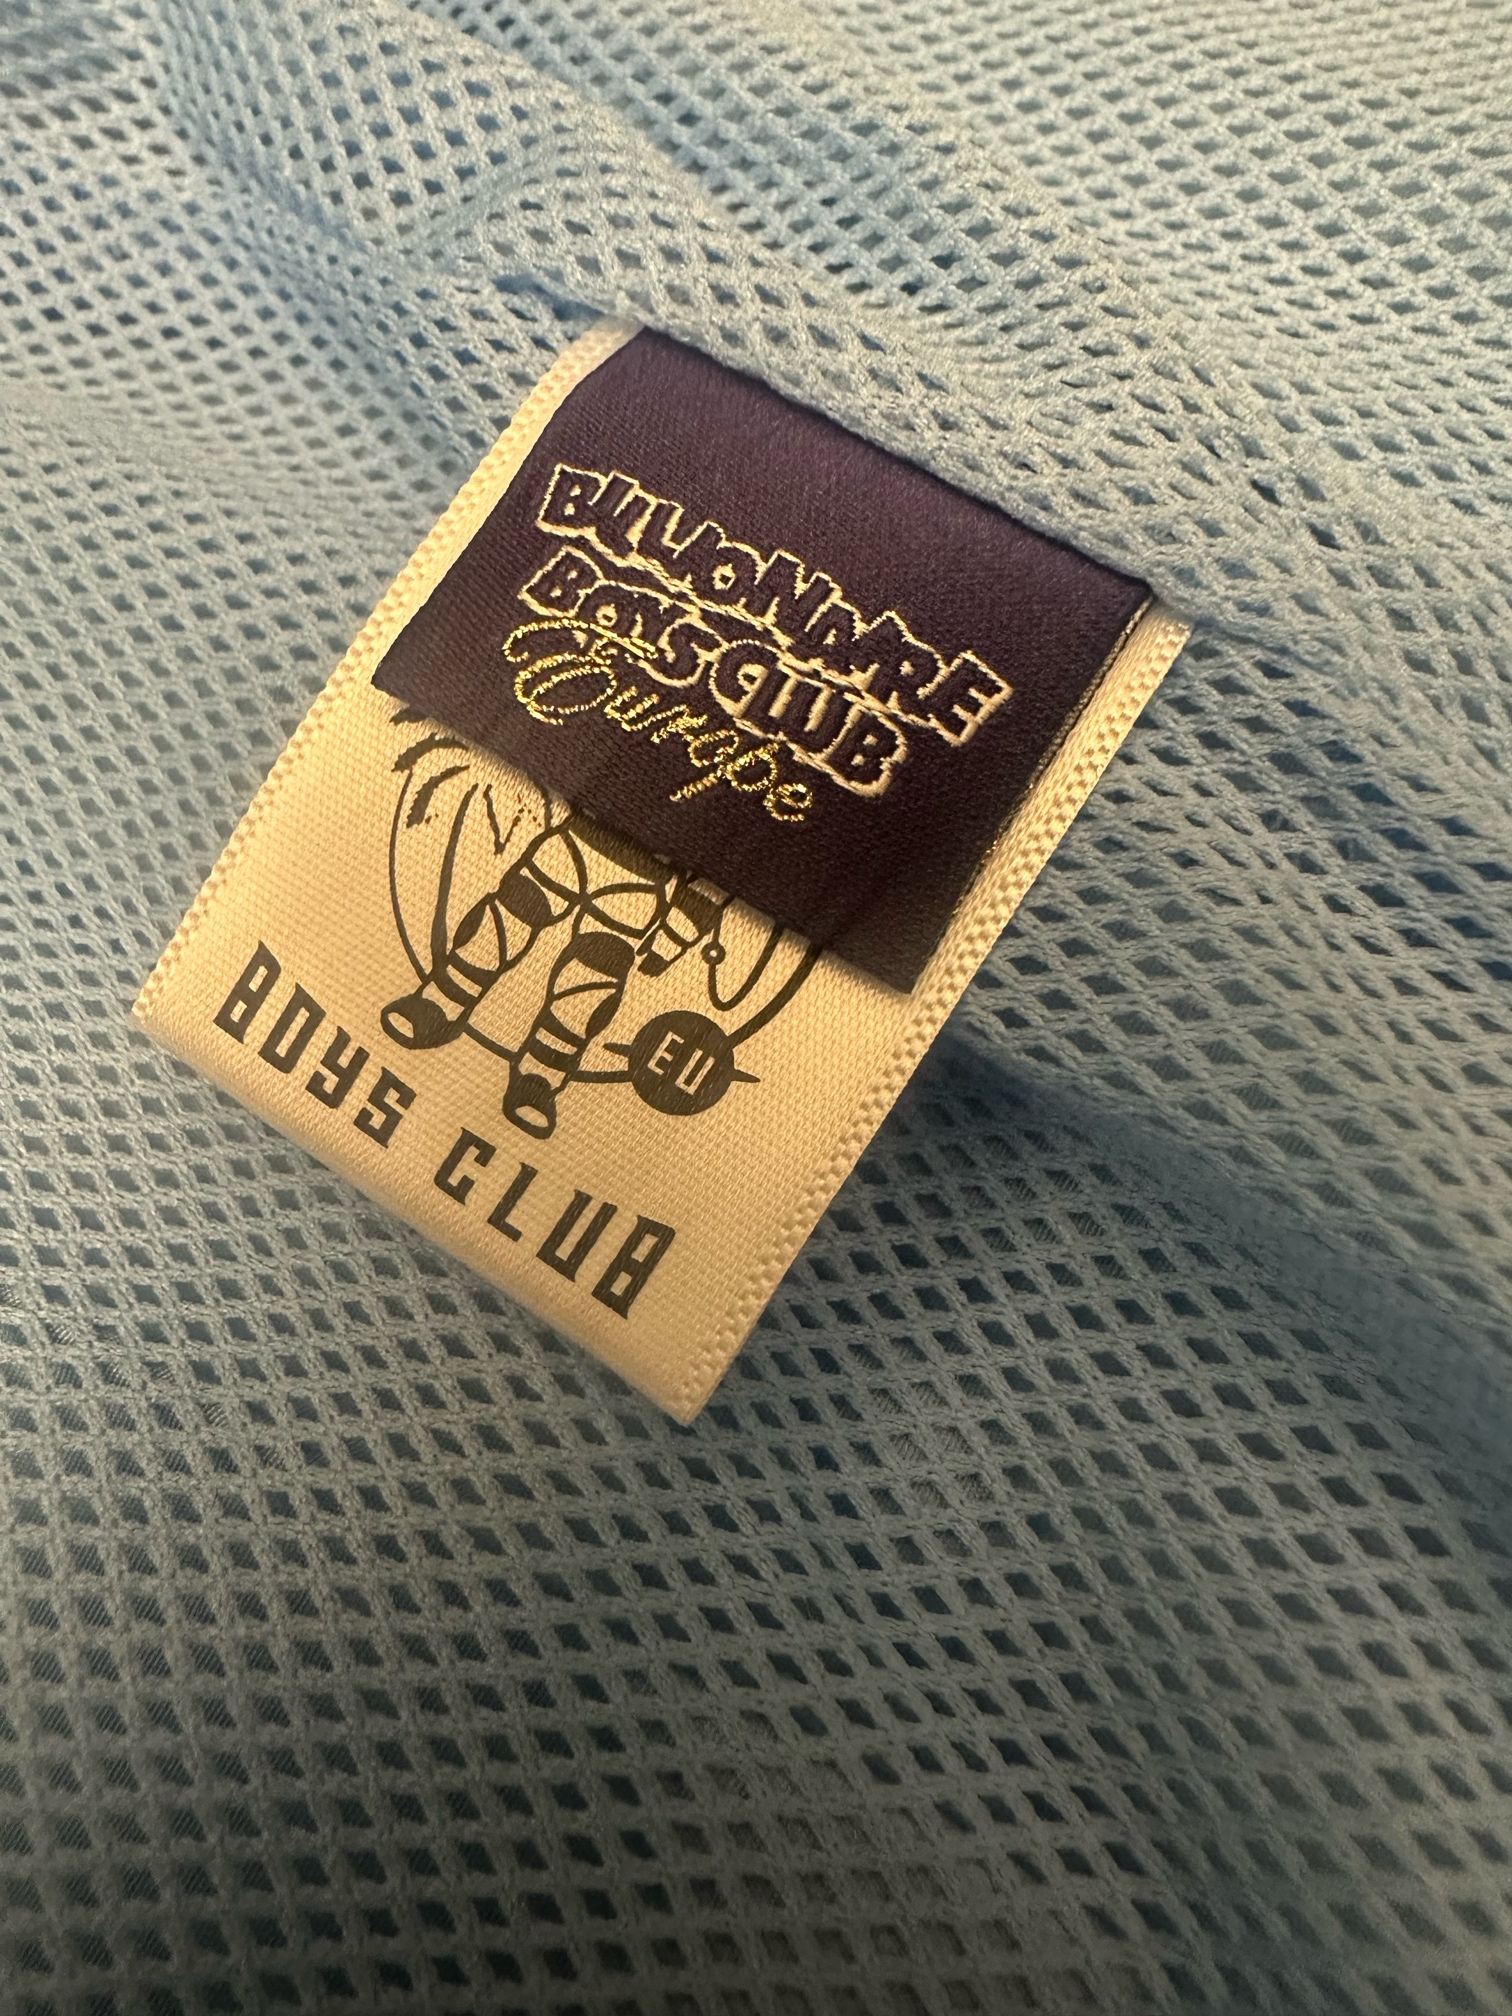 BILLIONAIRE
BOYS CLUB
Europe
EU
BOYS CLUB